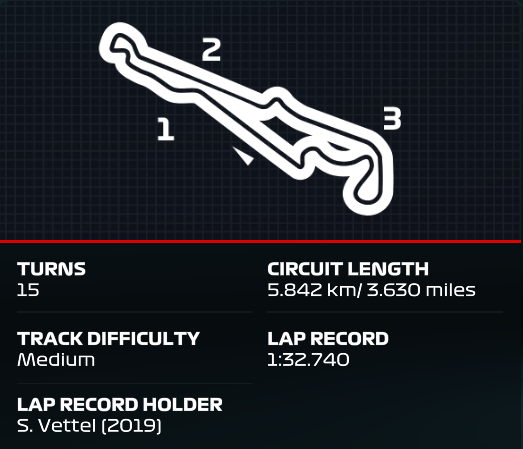 2
3
1
TURNS
15
CIRCUIT LENGTH
5.842 km/ 3.630 miles
TRACK DIFFICULTY
Medium
LAP RECORD
1:32.740
LAP RECORD HOLDER
S. Vettel (2019)